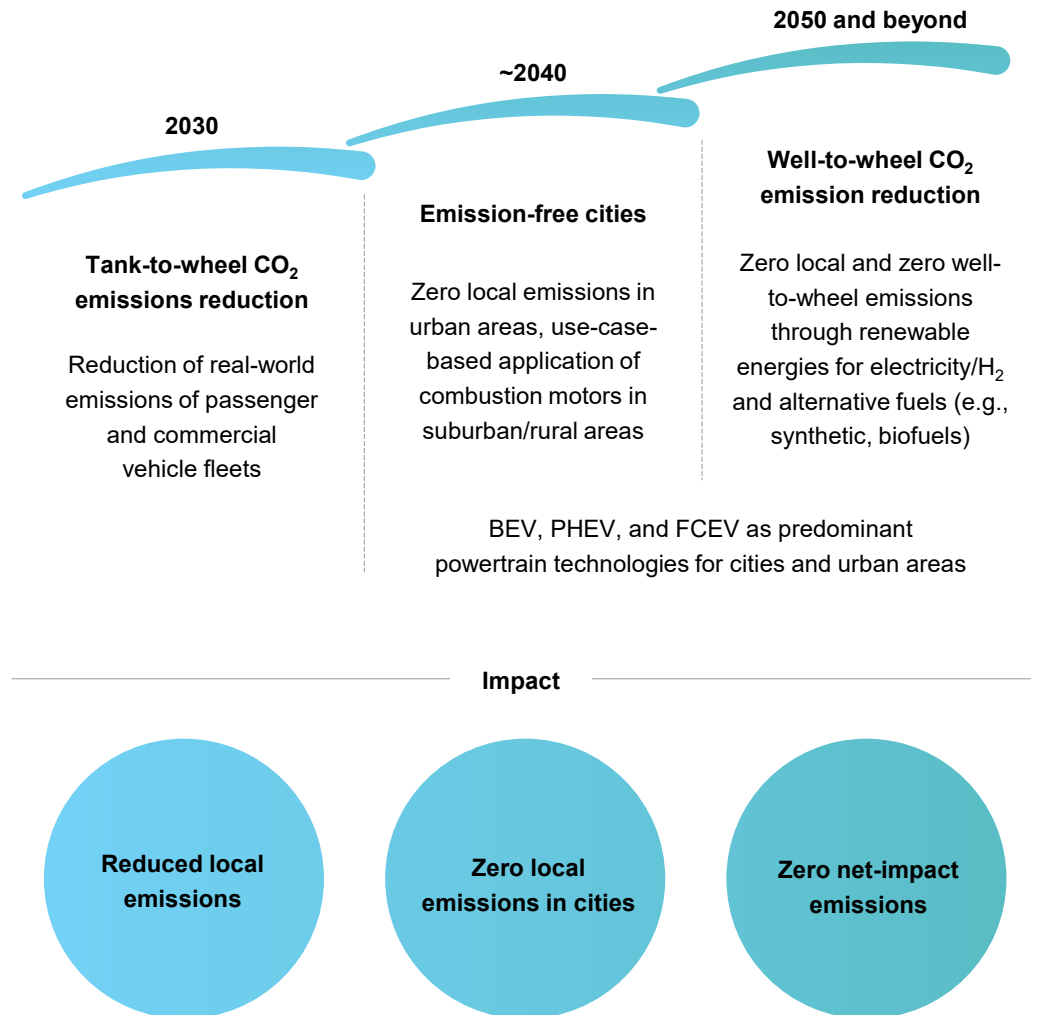 2030
Tank-to-wheel CO₂
emissions reduction
Reduction of real-world
emissions of passenger
and commercial
vehicle fleets
~2040
Emission-free cities
Zero local emissions in
urban areas, use-case-
based application of
combustion motors in
suburban/rural areas
2050 and beyond
Well-to-wheel CO₂
emission reduction
Zero local and zero well-
to-wheel emissions
through renewable
energies for electricity/H₂
and alternative fuels (e.g.,
synthetic, biofuels)
BEV, PHEV, and FCEV as predominant
powertrain technologies for cities and urban areas
Impact
Reduced local
emissions
Zero local
emissions in cities
Zero net-impact
emissions